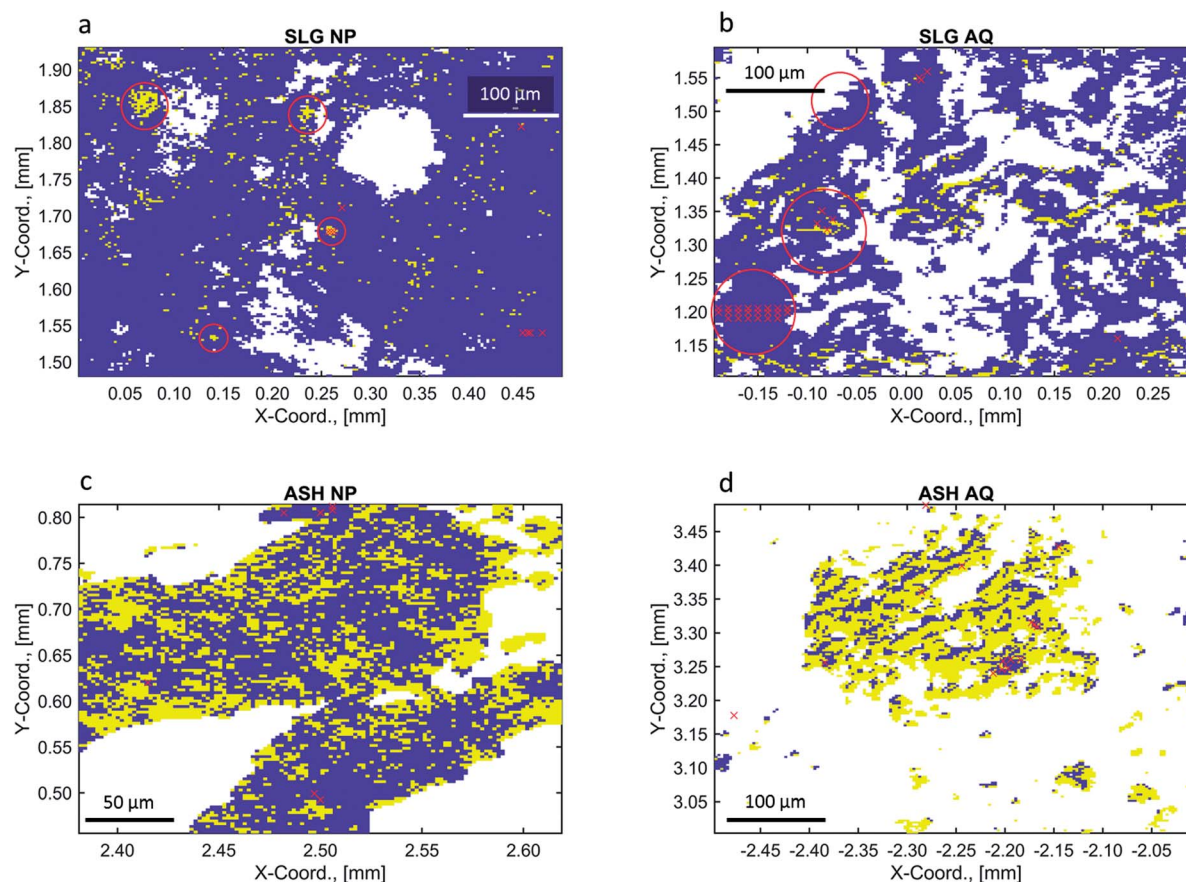 a
SLG NP
1.90
1.85
1.80
1.75
1.70
1.65
1.60
1.55
1.50
Y-Coord., [mm]
100 µm
0.05 0.10 0.15 0.20 0.25 0.30 0.35 0.40 0.45
X-Coord., [mm]
b
SLG AQ
1.55
1.50
1.45
1.40
1.35
1.30
1.25
1.20
1.15
Y-Coord., [mm]
100 µm
-0.15 -0.10 -0.05 0.00 0.05 0.10 0.15 0.20 0.25
X-Coord., [mm]
c
ASH NP
0.80
0.75
0.70
0.65
0.60
0.55
0.50
Y-Coord., [mm]
50 µm
2.40 2.45 2.50 2.55 2.60
X-Coord., [mm]
d
ASH AQ
3.45
3.40
3.35
3.30
3.25
3.20
3.15
3.10
3.05
Y-Coord., [mm]
100 µm
-2.45 -2.40 -2.35 -2.30 -2.25 -2.20 -2.15 -2.10 -2.05 -2.00
X-Coord., [mm]